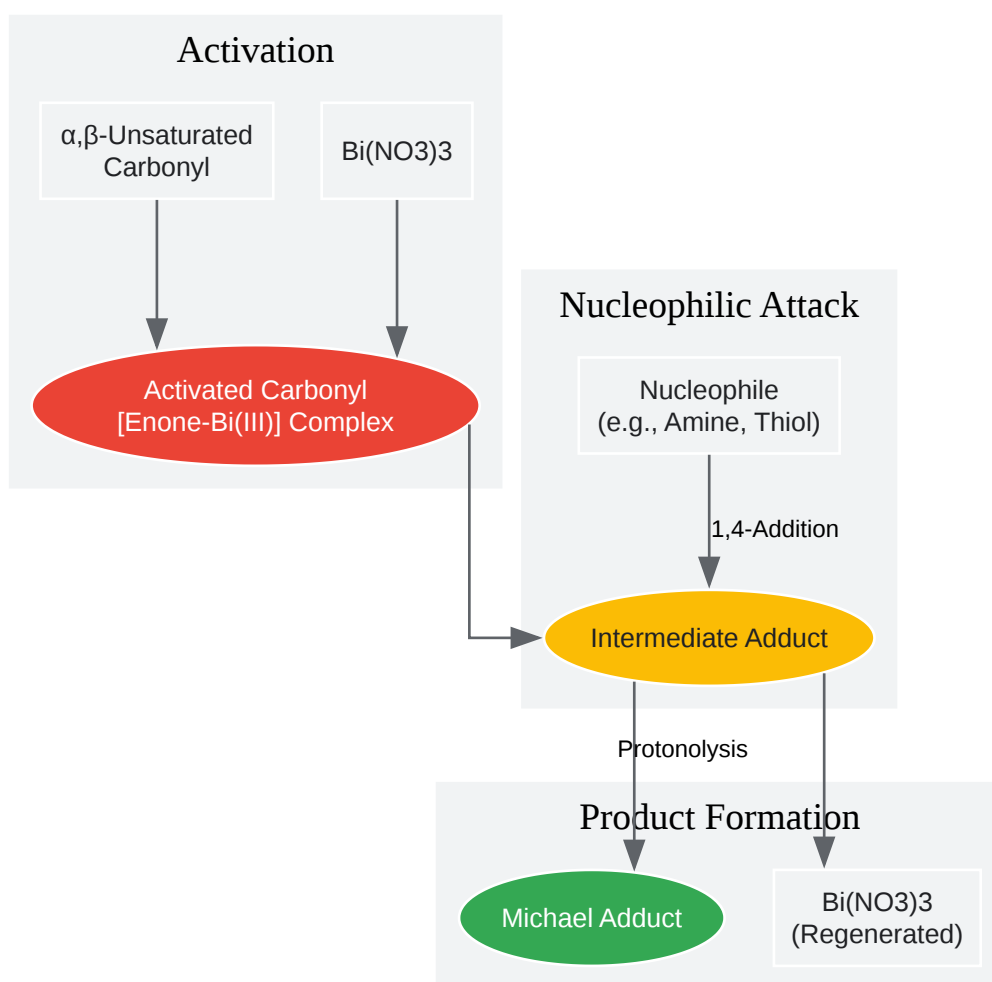 Activation
α,β-Unsaturated
Carbonyl
Bi(NO3)3
Activated Carbonyl
[Enone-Bi(III)] Complex
Nucleophilic Attack
Nucleophile
(e.g., Amine, Thiol)
1,4-Addition
Intermediate Adduct
Protonolysis
Product Formation
Michael Adduct
Bi(NO3)3
(Regenerated)